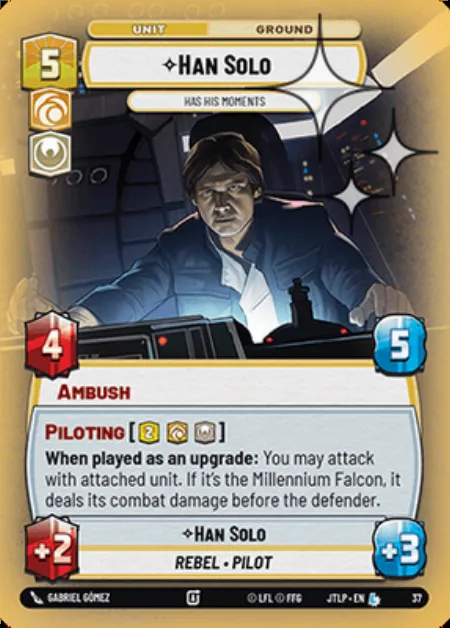 UNIT GROUND
5
✧HAN SOLO
HAS HIS MOMENTS
4
5
AMBUSH
PILOTING [2 ]
When played as an upgrade: You may attack
with attached unit. If it's the Millennium Falcon, it
deals its combat damage before the defender.
+2
✧HAN SOLO
+3
REBEL • PILOT
GABRIEL GÓMEZ
© LFL © FFG
JTLP • EN
37